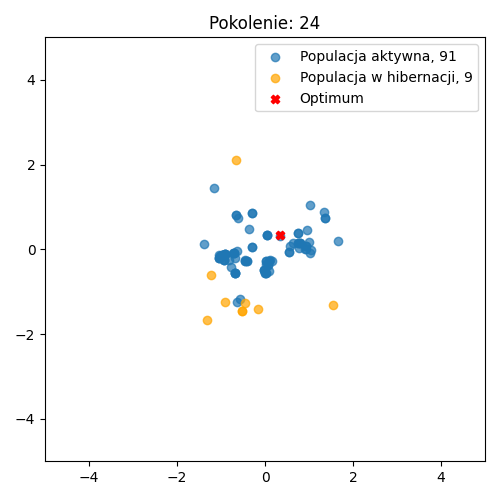 Pokolenie: 24
Populacja aktywna, 91
Populacja w hibernacji, 9
Optimum
4
2
0
−2
−4
−4
−2
0
2
4